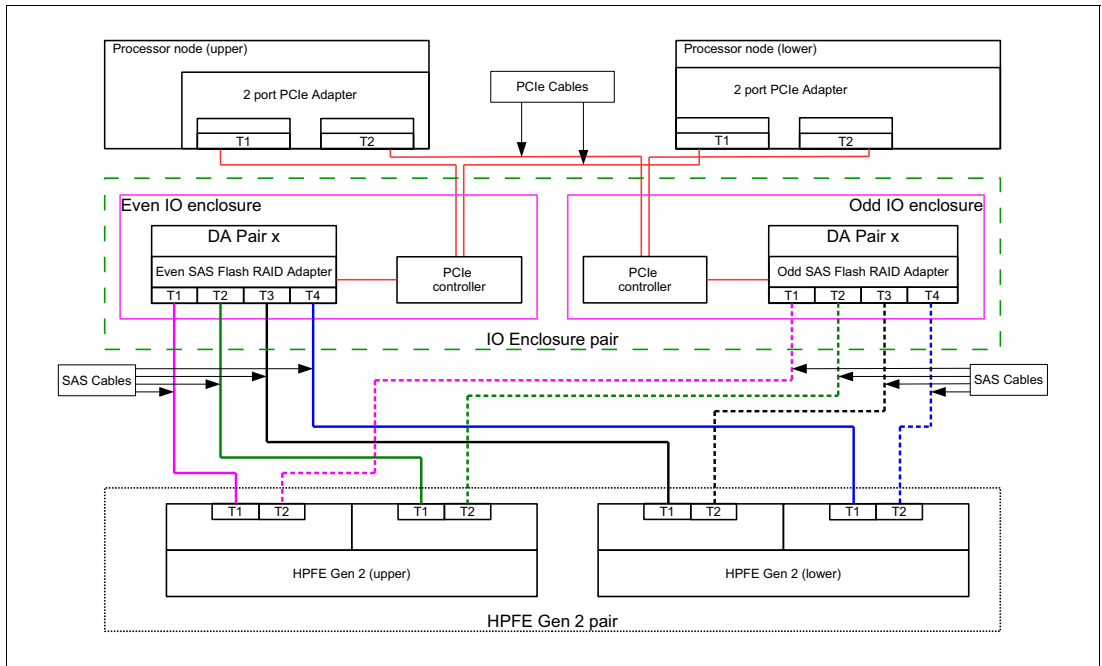 Processor node (upper)
2 port PCIe Adapter
T1
T2
PCIe Cables
Processor node (lower)
2 port PCIe Adapter
T1
T2
Even IO enclosure
DA Pair x
Even SAS Flash RAID Adapter
T1
T2
T3
T4
PCIe
controller
Odd IO enclosure
PCIe
controller
DA Pair x
Odd SAS Flash RAID Adapter
T1
T2
T3
T4
IO Enclosure pair
SAS Cables
SAS Cables
T1
T2
T1
T2
HPFE Gen 2 (upper)
T1
T2
T1
T2
HPFE Gen 2 (lower)
HPFE Gen 2 pair